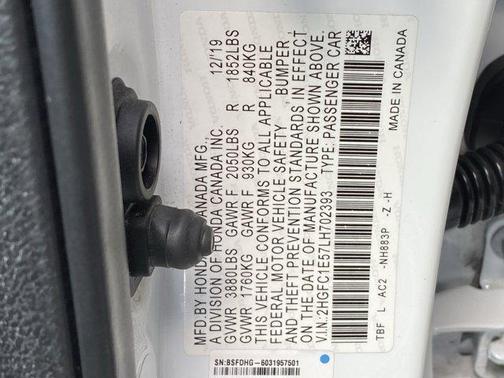 MFD.BY HONDA CANADA MFG., 12/19
A DIVISION OF HONDA CANADA INC.
GVWR 3880LBS GAWR F 2050LBS R 1852LBS
GVWR 1760KG GAWR F 930KG R 840KG
THIS VEHICLE CONFORMS TO ALL APPLICABLE
FEDERAL MOTOR VEHICLE SAFETY, BUMPER,
AND THEFT PREVENTION STANDARDS IN EFFECT
ON THE DATE OF MANUFACTURE SHOWN ABOVE.
V.I.N.:2HGFC1E57LH702393 TYPE: PASSENGER CAR
TBF L AC2 -NH883P -Z -H
MADE IN CANADA
SN:BSFDHG-6031957501